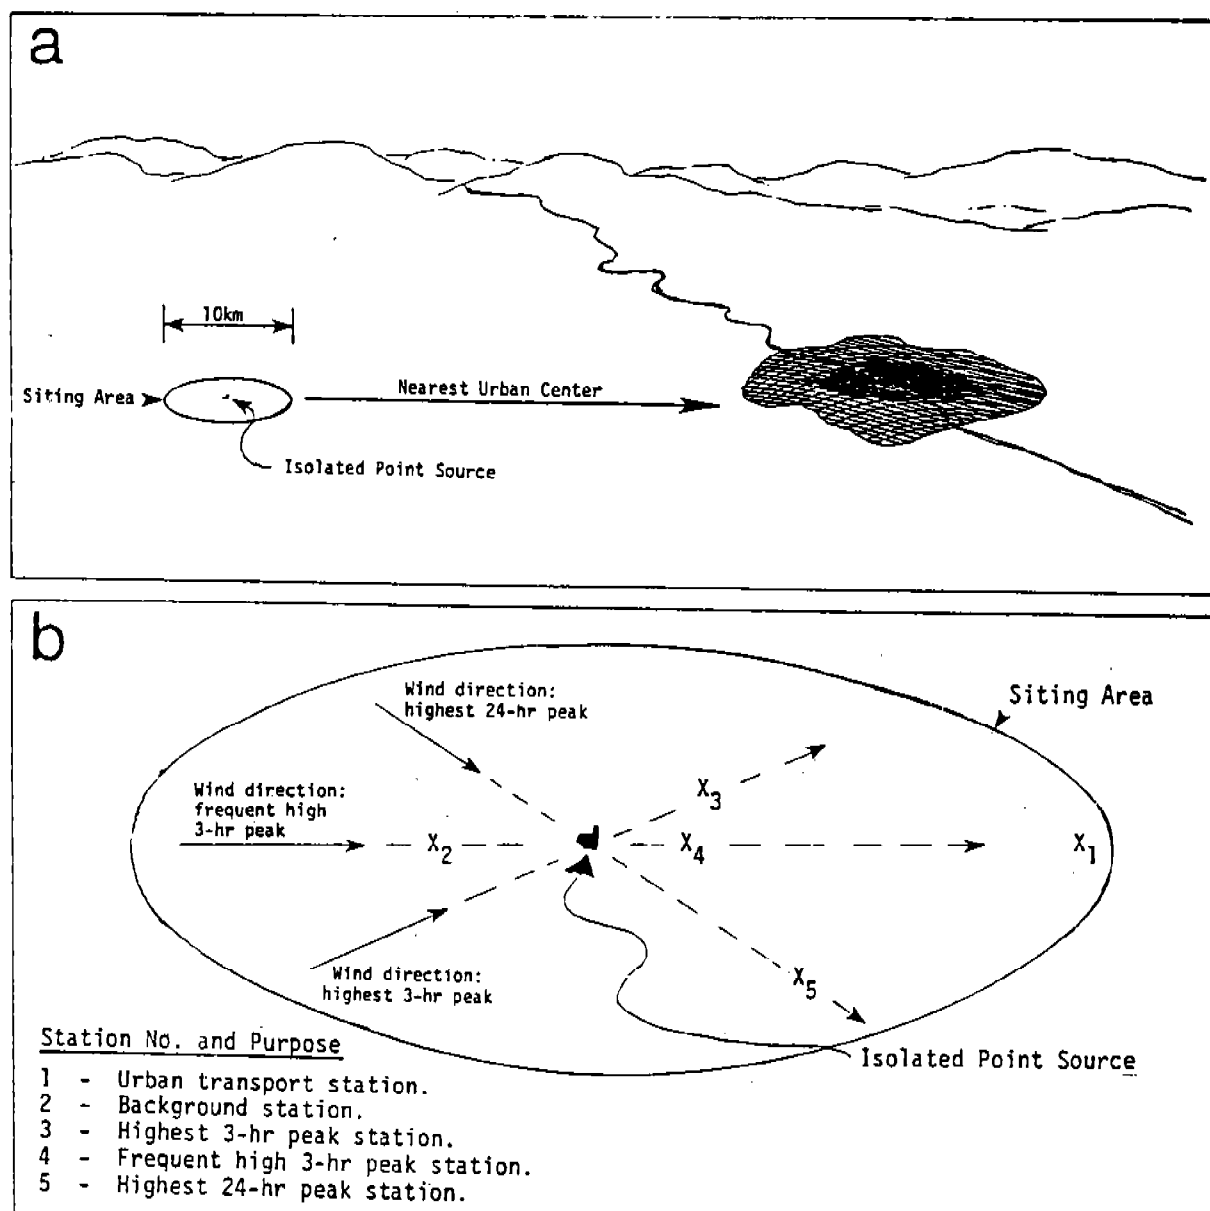 a
10km
Siting Area
Nearest Urban Center
Isolated Point Source
b
Wind direction:
highest 24-hr peak
Siting Area
Wind direction:
frequent high
3-hr peak
X3
X2
X4
X1
Wind direction:
highest 3-hr peak
X5
Isolated Point Source
Station No. and Purpose
1 - Urban transport station.
2 - Background station.
3 - Highest 3-hr peak station.
4 - Frequent high 3-hr peak station.
5 - Highest 24-hr peak station.